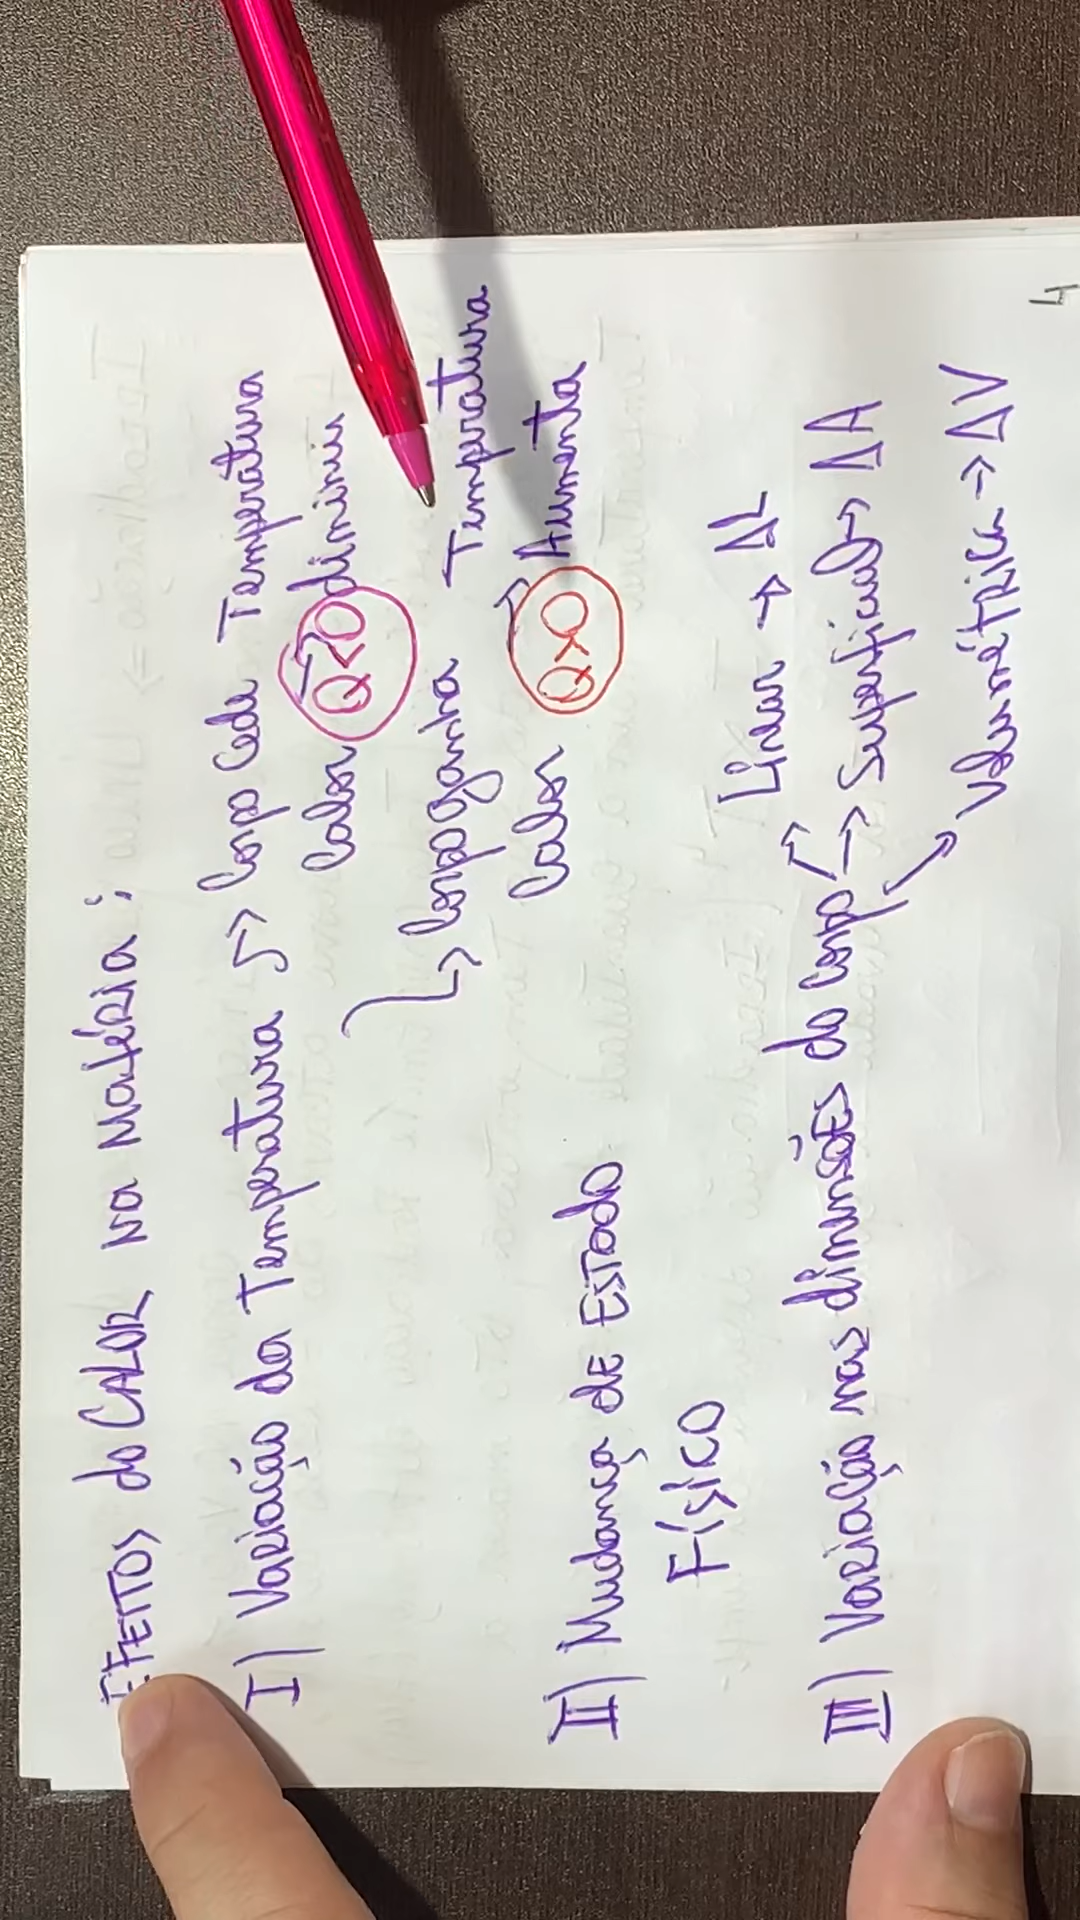 EFEITOS do CALOR na Matéria:
I) Variação da Temperatura → Corpo Cede Temperatura
Calor Q<0 diminui
↳ Corpo ganha Temperatura
Calor Q>0 Aumenta
II) Mudança dE ESTADO
FÍSICO
Linear → ΔL
III) Variação nas dimensões do corpo → Superficial → ΔA
Volumétrica → ΔV
4